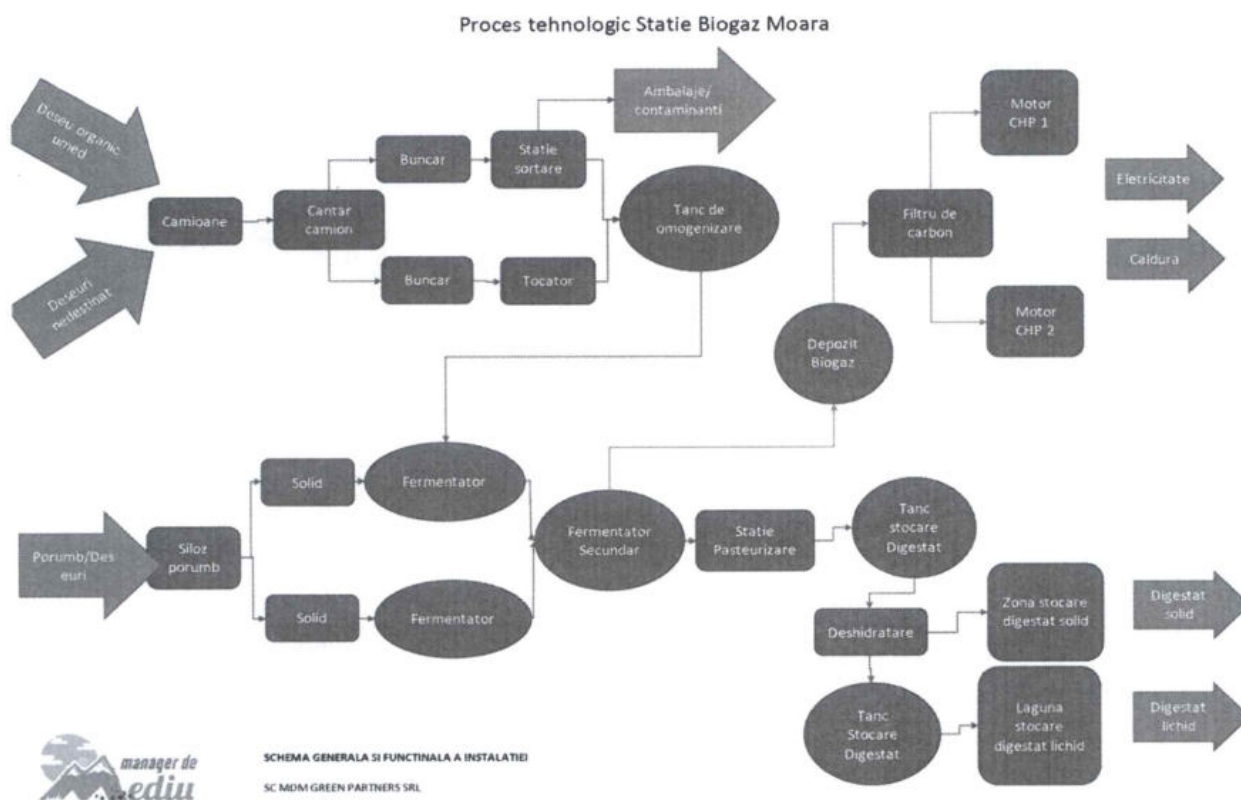 Proces tehnologic Statie Biogaz Moara
Deseu organic
umed
Ambalaje/
contaminanti
Motor
CHP 1
Buncar
Statie
sortare
Eletricitate
Camioane
Cantar
camion
Tanc de
omogenizare
Filtru de
carbon
Caldura
Buncar
Tocator
Deseuri
nedestinat
Motor
CHP 2
Depozit
Biogaz
Solid
Fermentator
Tanc
stocare
Digestat
Porumb/Des
euri
Siloz
porumb
Fermentator
Secundar
Statie
Pasteurizare
Solid
Fermentator
Deshidratare
Zona stocare
digestat solid
Digestat
solid
Tanc
Stocare
Digestat
Laguna
stocare
digestat lichid
Digestat
lichid
manager de
mediu
SCHEMA GENERALA SI FUNCTINALA A INSTALATIEI
SC MDM GREEN PARTNERS SRL